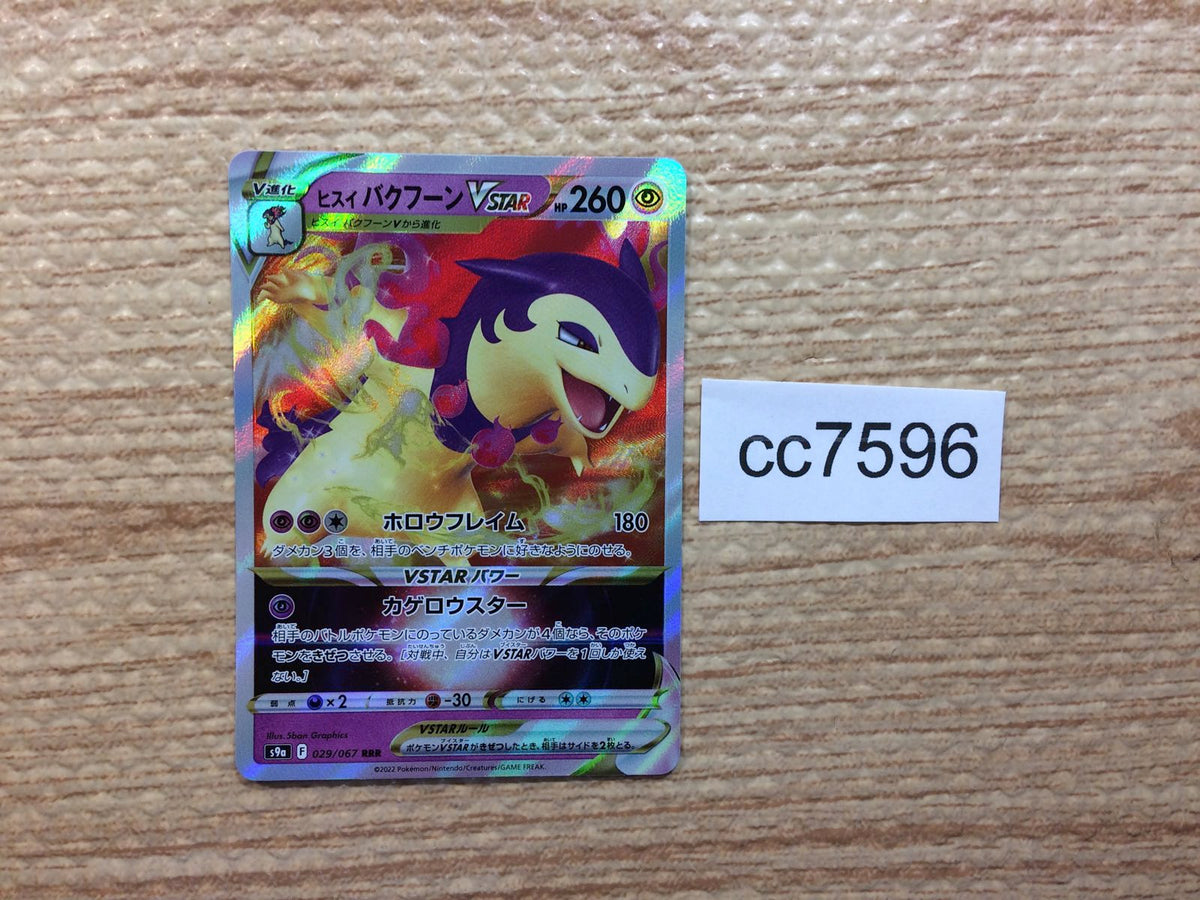 V進化
ヒスイ バクフーン VSTAR HP 260
ヒスイ バクフーンVから進化
ホロウフレイム 180
ダメカン3個を、相手のベンチポケモンに好きなようにのせる。
VSTARパワー
カゲロウスター
相手のバトルポケモンにのっているダメカンが4個なら、そのポケ
モンをきぜつさせる。[対戦中、自分はVSTARパワーを1回しか使え
ない。]
弱点 ×2 抵抗力 -30 にげる
Illus. 5ban Graphics
VSTARルール
ポケモンVSTARがきぜつしたとき、相手はサイドを2枚とる。
s9a F 029/067 RRR
©2022 Pokémon/Nintendo/Creatures/GAME FREAK.
cc7596